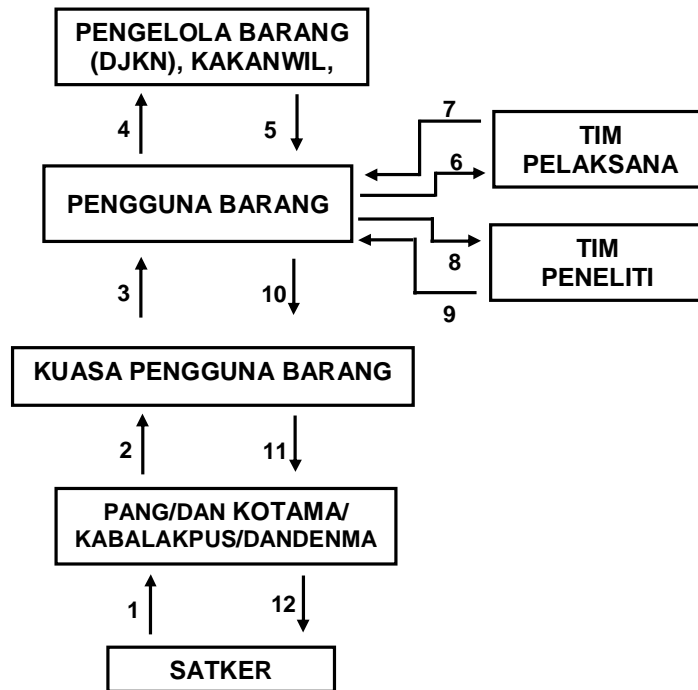 PENGELOLA BARANG
(DJKN), KAKANWIL,
4
5
7
TIM
PELAKSANA
6
PENGGUNA BARANG
8
TIM
PENELITI
9
3
10
KUASA PENGGUNA BARANG
2
11
PANG/DAN KOTAMA/
KABALAKPUS/DANDENMA
1
12
SATKER